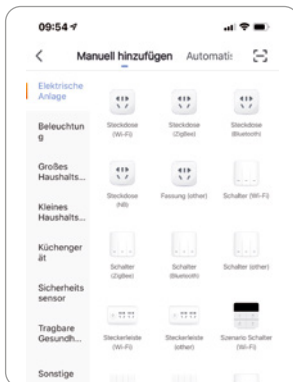 09:54
Manuell hinzufügen Automatis
Elektrische
Anlage
Steckdose
(Wi-Fi)
Steckdose
(ZigBee)
Steckdose
(Bluetooth)
Beleuchtun
g
Großes
Haushalts...
Steckdose
(NB)
Fassung (other)
Schalter (Wi-Fi)
Kleines
Haushalts...
Küchenger
ät
Schalter
(ZigBee)
Schalter
(Bluetooth)
Schalter (other)
Sicherheits
sensor
Tragbare
Gesundh...
Steckerleiste
(Wi-Fi)
Steckerleiste
(other)
Szenario Schalter
(Wi-Fi)
Sonstige